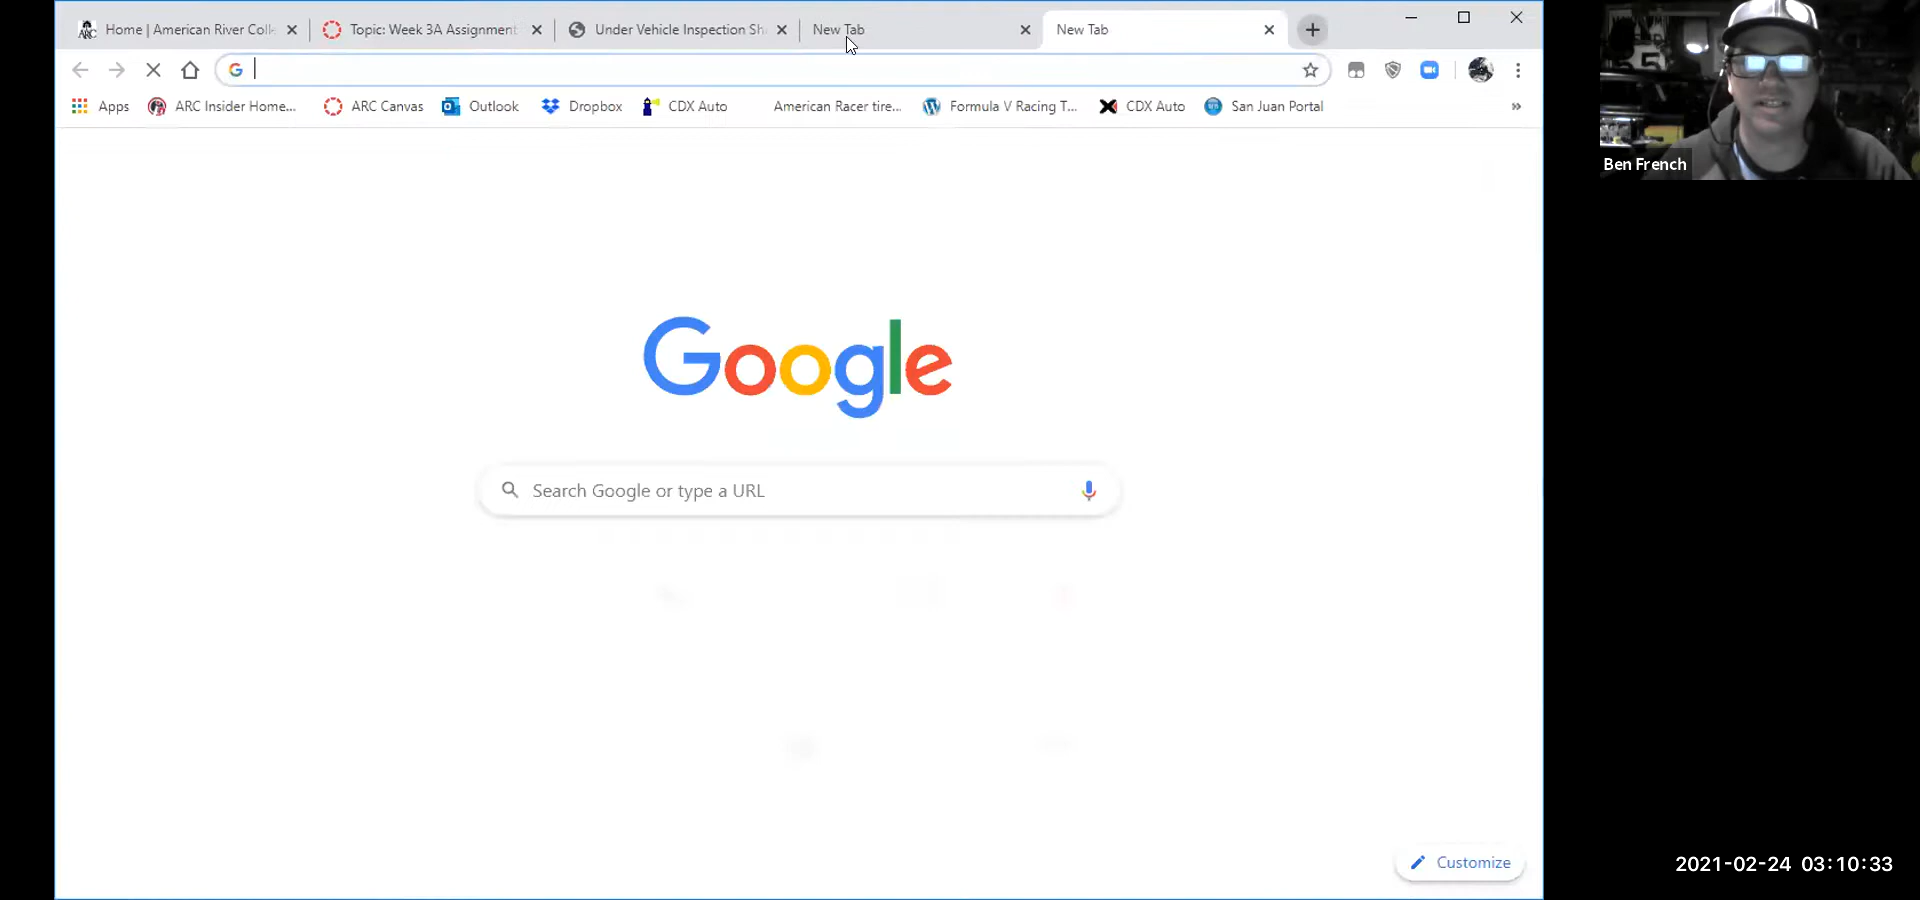 Home | American River Coll
Topic: Week 3A Assignment
Under Vehicle Inspection Sh
New Tab
New Tab
Apps
ARC Insider Home...
ARC Canvas
Outlook
Dropbox
CDX Auto
American Racer tire...
Formula V Racing T...
CDX Auto
San Juan Portal
»
Ben French
Google
Search Google or type a URL
Customize
2021-02-24 03:10:33